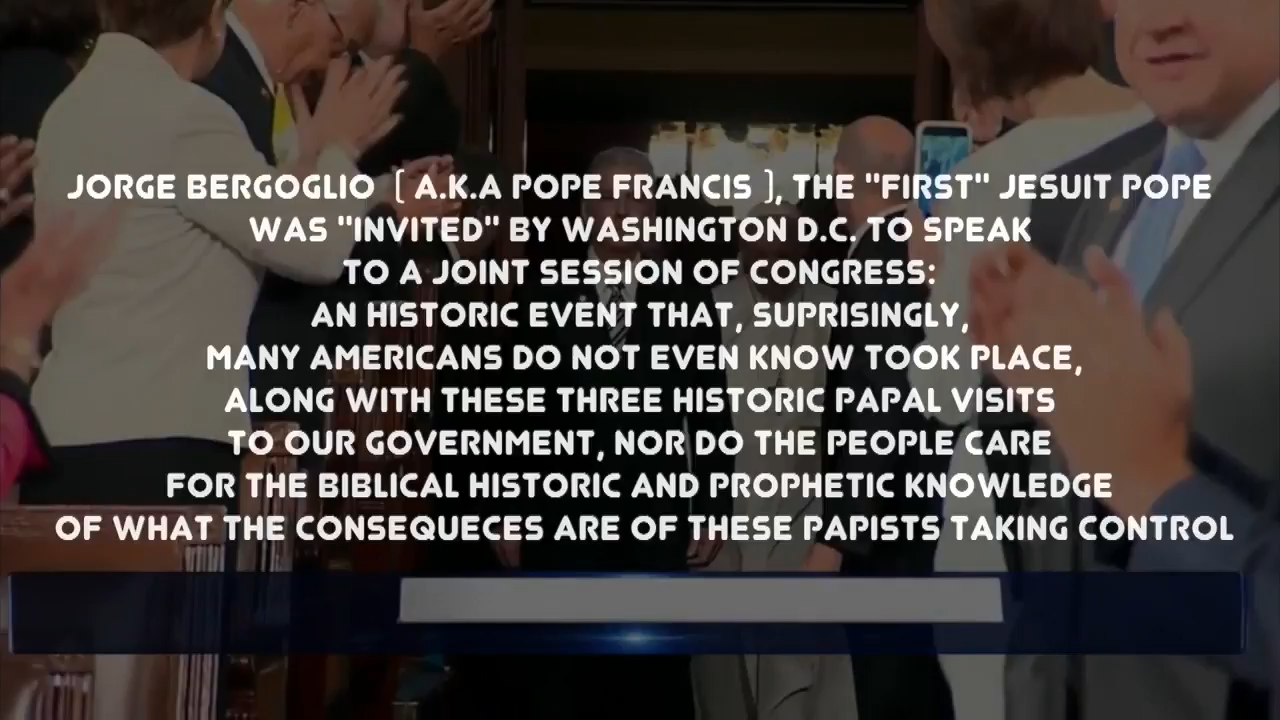 JORGE BERGOGLIO [ A.K.A POPE FRANCIS ], THE "FIRST" JESUIT POPE
WAS "INVITED" BY WASHINGTON D.C. TO SPEAK
TO A JOINT SESSION OF CONGRESS:
AN HISTORIC EVENT THAT, SUPRISINGLY,
MANY AMERICANS DO NOT EVEN KNOW TOOK PLACE,
ALONG WITH THESE THREE HISTORIC PAPAL VISITS
TO OUR GOVERNMENT, NOR DO THE PEOPLE CARE
FOR THE BIBLICAL HISTORIC AND PROPHETIC KNOWLEDGE
OF WHAT THE CONSEQUECES ARE OF THESE PAPISTS TAKING CONTROL